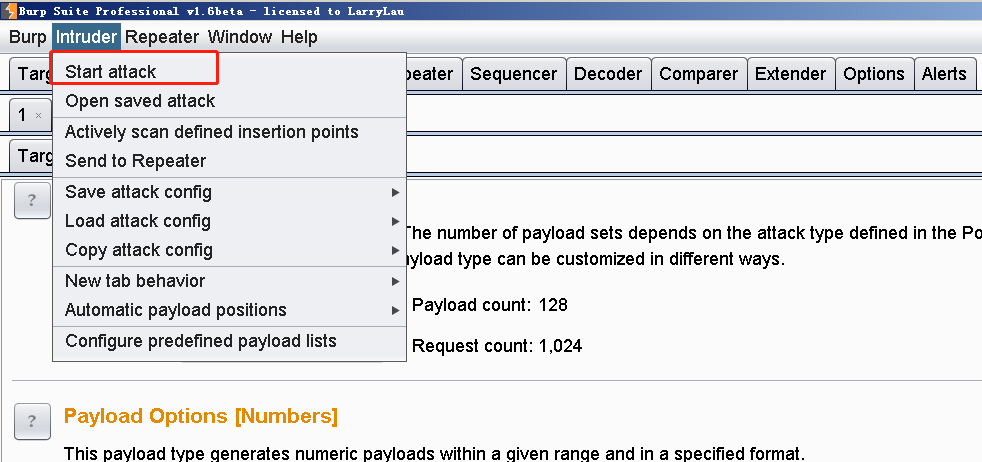 Burp Suite Professional v1.6beta - licensed to LarryLau
Burp Intruder Repeater Window Help
Targ peater Sequencer Decoder Comparer Extender Options Alerts
Start attack
1 ×
Open saved attack
Actively scan defined insertion points
Targ
Send to Repeater
Save attack config
? Load attack config
The number of payload sets depends on the attack type defined in the Po
Copy attack config
ayload type can be customized in different ways.
New tab behavior
Automatic payload positions
Payload count: 128
Configure predefined payload lists
Request count: 1,024
? Payload Options [Numbers]
This payload type generates numeric payloads within a given range and in a specified format.